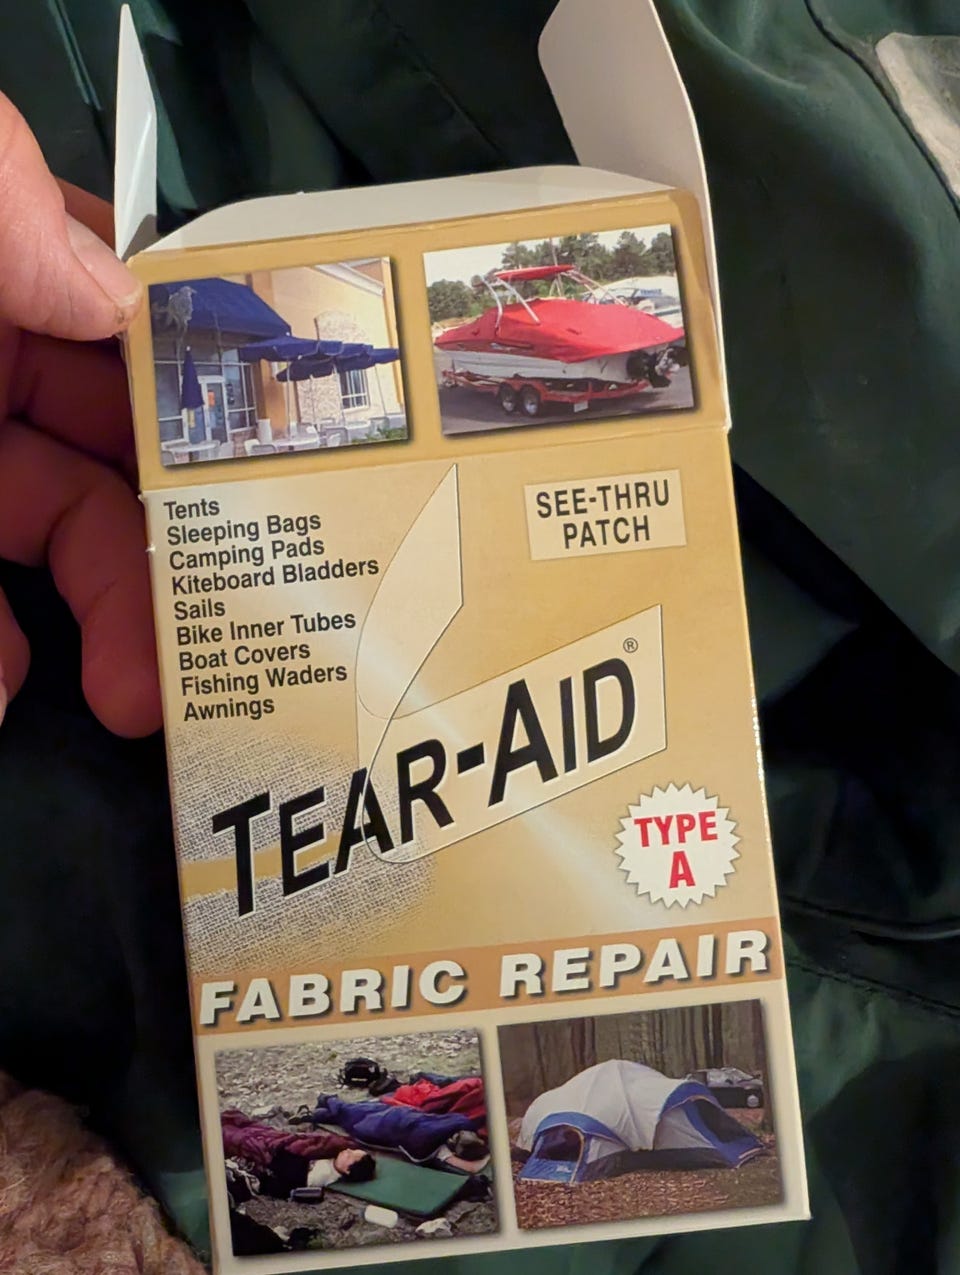 Tents
Sleeping Bags
Camping Pads
Kiteboard Bladders
Sails
Bike Inner Tubes
Boat Covers
Fishing Waders
Awnings
SEE-THRU
PATCH
TEAR-AID®
TYPE
A
FABRIC REPAIR